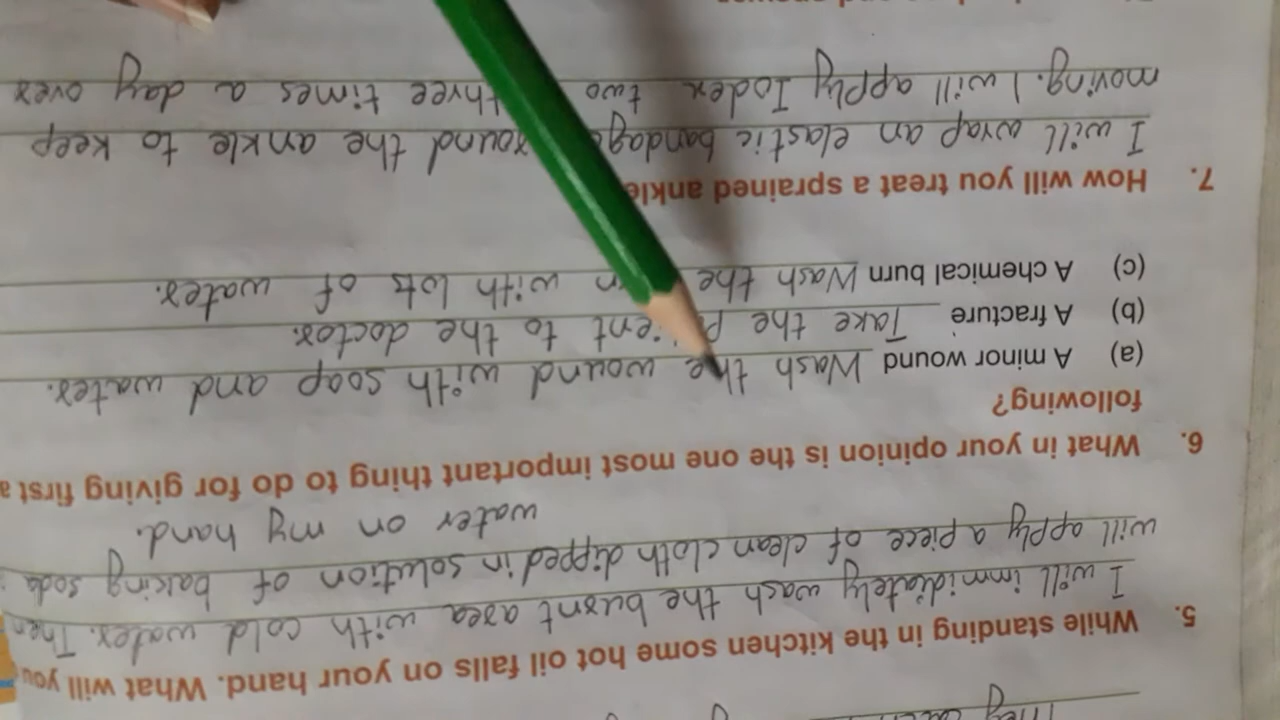 5. While standing in the kitchen some hot oil falls on your hand. What will you
I will immidiately wash the burnt area with cold water. Then
will apply a piece of clean cloth dipped in solution of baking soda
water on my hand.
6. What in your opinion is the one most important thing to do for giving first a
following?
(a) A minor wound Wash the wound with soap and water.
(b) A fracture Take the patient to the doctor.
(c) A chemical burn Wash the with lots of water.
7. How will you treat a sprained ankle
I will wrap an elastic bandage round the ankle to keep
moving. I will apply Iodex two three times a day over